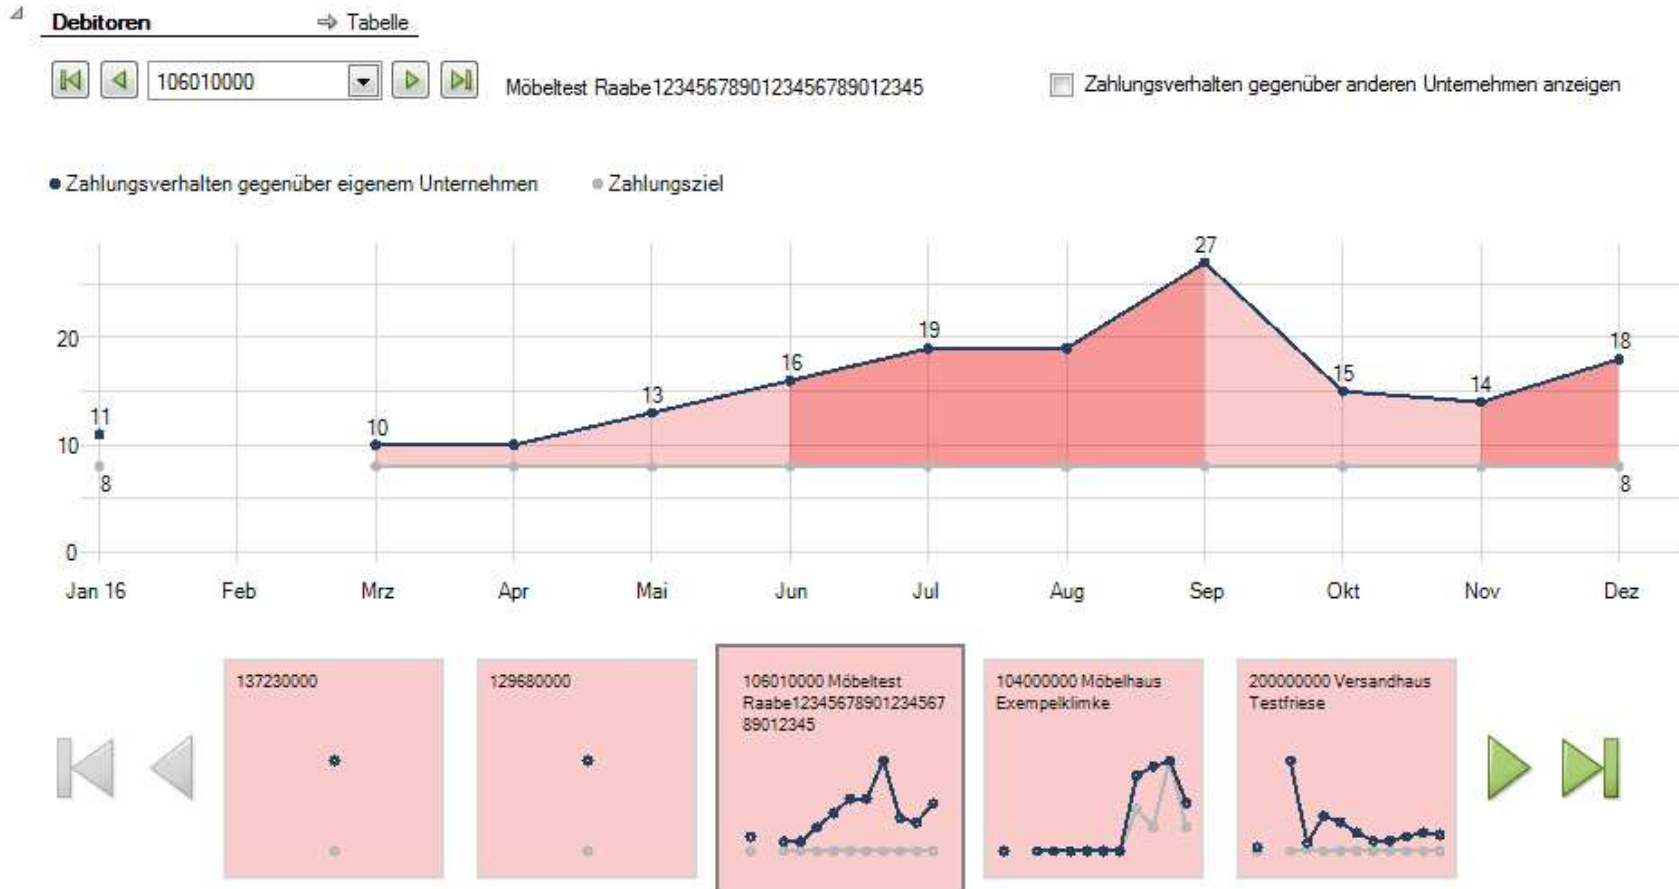 Debitoren
Tabelle
106010000
Möbeltest Raabe1234567890123456789012345
Zahlungsverhalten gegenüber anderen Unternehmen anzeigen
Zahlungsverhalten gegenüber eigenem Unternehmen
Zahlungsziel
27
20
19
18
16
15
14
13
11
10
10
8
8
0
Jan 16
Feb
Mrz
Apr
Mai
Jun
Jul
Aug
Sep
Okt
Nov
Dez
137230000
129680000
106010000 Möbeltest
Raabe12345678901234567
89012345
104000000 Möbelhaus
Exempelklimke
200000000 Versandhaus
Testfriese